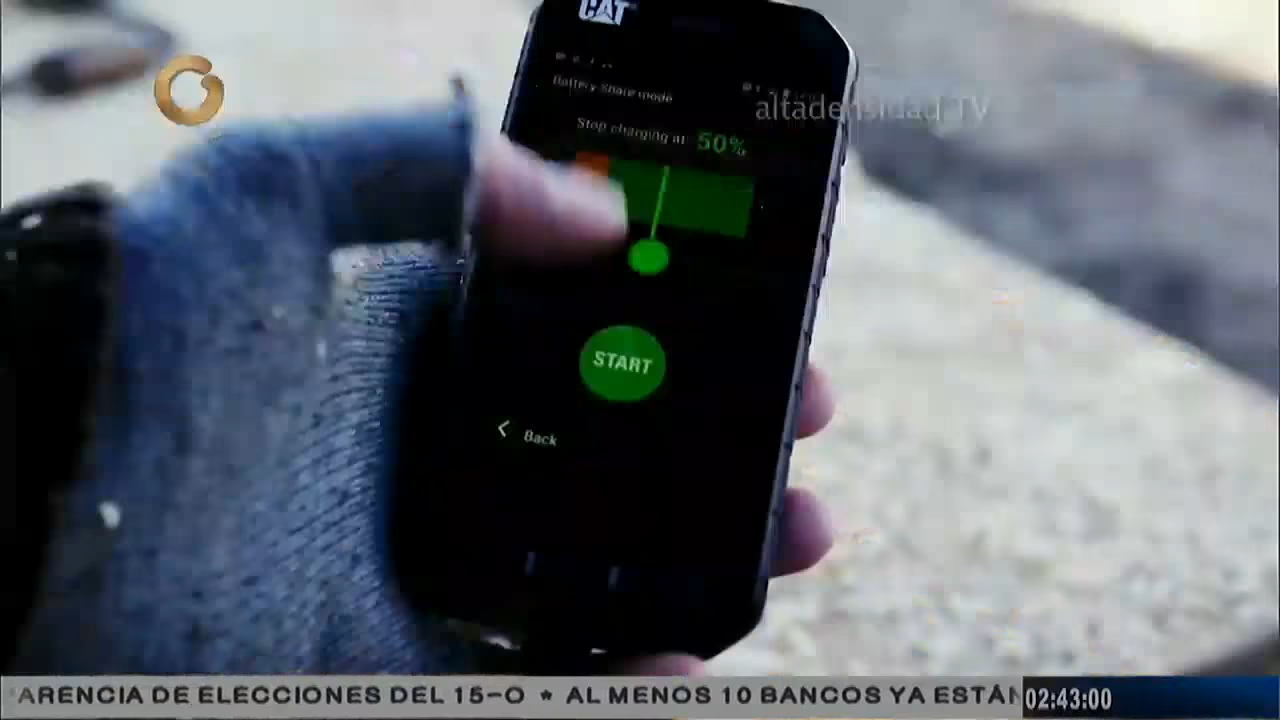 CAT
Battery Share mode
altadensidad TV
Stop charging at 50%
START
Back
ARENCIA DE ELECCIONES DEL 15-O * AL MENOS 10 BANCOS YA ESTÁN
02:43:00